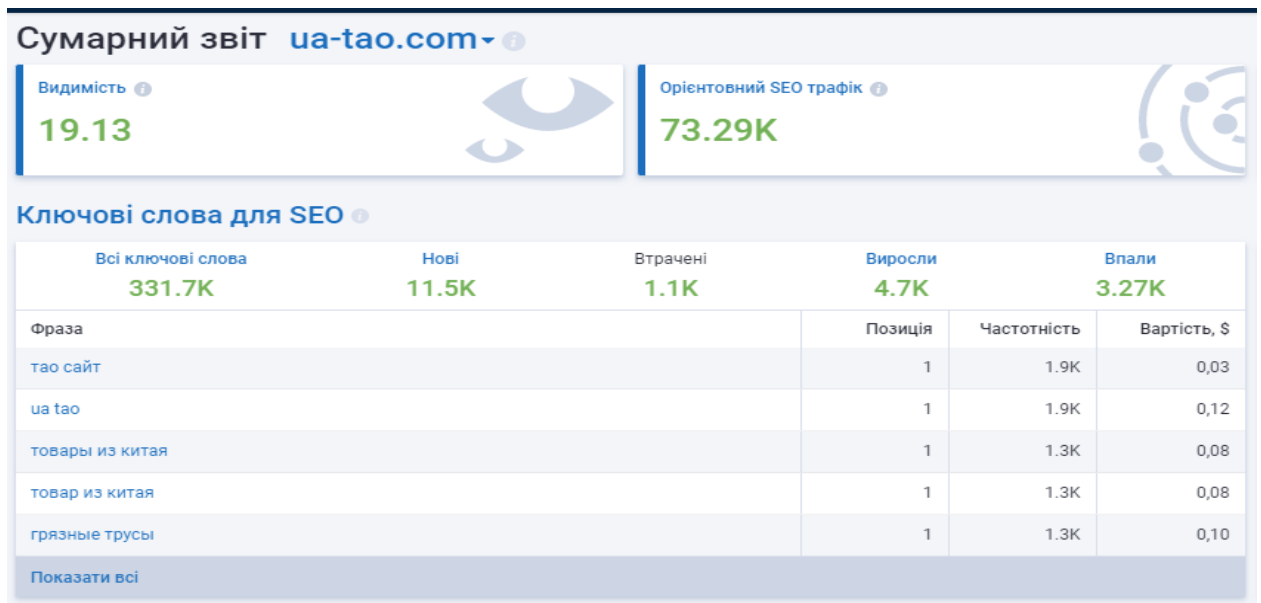 Сумарний звіт ua-tao.com
Видимість
19.13
Орієнтовний SEO трафік
73.29K
Ключові слова для SEO
Всі ключові слова Нові Втрачені Виросли Впали
331.7K 11.5K 1.1K 4.7K 3.27K
Фраза Позиція Частотність Вартість, $
тао сайт 1 1.9K 0,03
ua tao 1 1.9K 0,12
товары из китая 1 1.3K 0,08
товар из китая 1 1.3K 0,08
грязные трусы 1 1.3K 0,10
Показати всі